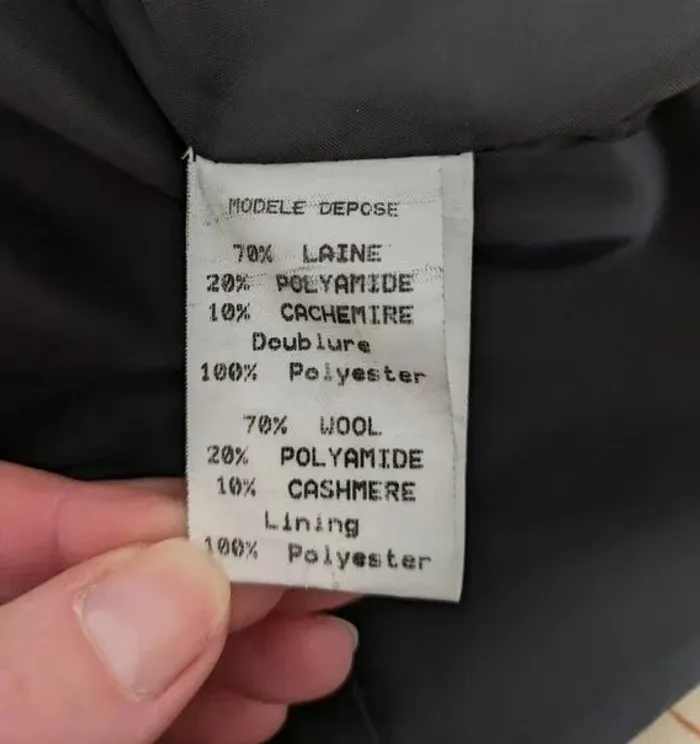 MODELE DEPOSE
70% LAINE
20% POLYAMIDE
10% CACHEMIRE
Doublure
100% Polyester
70% WOOL
20% POLYAMIDE
10% CASHMERE
Lining
100% Polyester